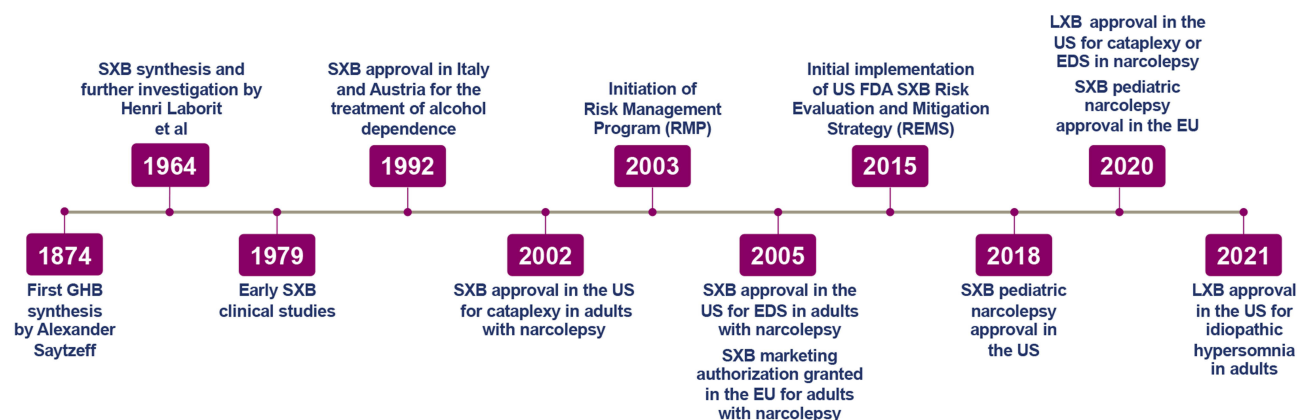 First GHB
synthesis
by Alexander
Saytzeff
1874
SXB synthesis and
further investigation by
Henri Laborit
et al
1964
1979
Early SXB
clinical studies
SXB approval in Italy
and Austria for the
treatment of alcohol
dependence
1992
2002
SXB approval in the US
for cataplexy in adults
with narcolepsy
Initiation of
Risk Management
Program (RMP)
2003
2005
SXB approval in the
US for EDS in adults
with narcolepsy
SXB marketing
authorization granted
in the EU for adults
with narcolepsy
Initial implementation
of US FDA SXB Risk
Evaluation and Mitigation
Strategy (REMS)
2015
2018
SXB pediatric
narcolepsy
approval in
the US
LXB approval in the
US for cataplexy or
EDS in narcolepsy
SXB pediatric
narcolepsy
approval in the EU
2020
2021
LXB approval
in the US for
idiopathic
hypersomnia
in adults